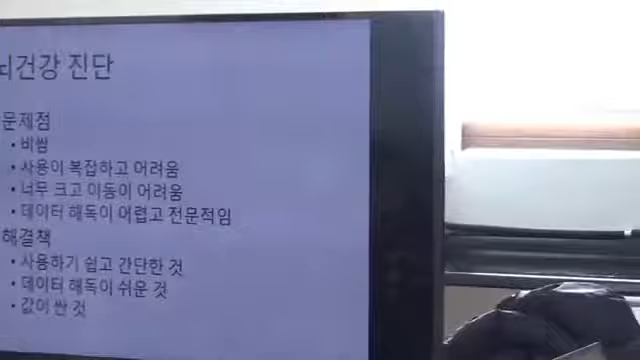 뇌건강 진단
문제점
• 비쌈
• 사용이 복잡하고 어려움
• 너무 크고 이동이 어려움
• 데이터 해독이 어렵고 전문적임
해결책
• 사용하기 쉽고 간단한 것
• 데이터 해독이 쉬운 것
• 값이 싼 것